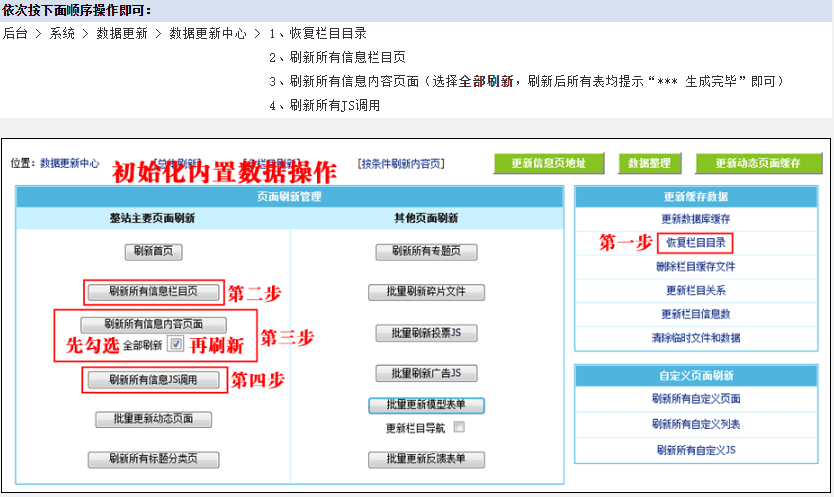 依次按下面顺序操作即可：
后台 > 系统 > 数据更新 > 数据更新中心 > 1、恢复栏目目录
2、刷新所有信息栏目页
3、刷新所有信息内容页面（选择全部刷新，刷新后所有表均提示“*** 生成完毕”即可）
4、刷新所有JS调用
位置：数据更新中心 [按条件刷新内容页] 更新信息页地址 数据整理 更新动态页面缓存
初始化内置数据操作
页面刷新管理
整站主要页面刷新 其他页面刷新
刷新首页 刷新所有专题页
刷新所有信息栏目页 第二步 批量刷新碎片文件
刷新所有信息内容页面
先勾选 全部刷新 再刷新 第三步 批量刷新投票JS
刷新所有信息JS调用 第四步 批量刷新广告JS
批量更新动态页面 批量更新模型表单
更新栏目导航
刷新所有标题分类页 批量更新反馈表单
更新缓存数据
更新数据库缓存
第一步 恢复栏目目录
删除栏目缓存文件
更新栏目关系
更新栏目信息数
清除临时文件和数据
自定义页面刷新
刷新所有自定义页面
刷新所有自定义列表
刷新所有自定义JS